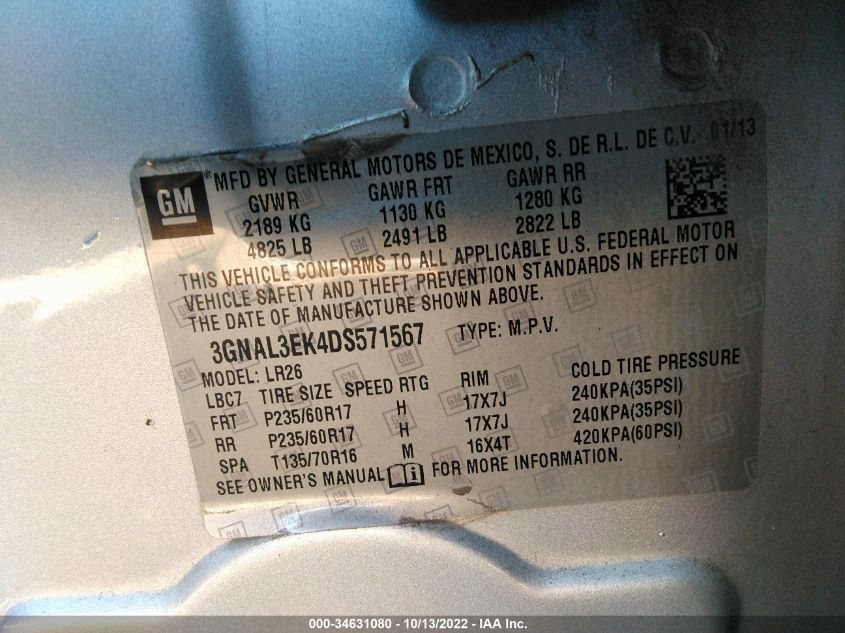 GM ® MFD BY GENERAL MOTORS DE MEXICO, S. DE R.L. DE C.V. 01/13
GVWR GAWR FRT GAWR RR
2189 KG 1130 KG 1280 KG
4825 LB 2491 LB 2822 LB
THIS VEHICLE CONFORMS TO ALL APPLICABLE U.S. FEDERAL MOTOR
VEHICLE SAFETY AND THEFT PREVENTION STANDARDS IN EFFECT ON
THE DATE OF MANUFACTURE SHOWN ABOVE.
3GNAL3EK4DS571567 TYPE: M.P.V.
MODEL: LR26
LBC7 TIRE SIZE SPEED RTG RIM COLD TIRE PRESSURE
FRT P235/60R17 H 17X7J 240KPA(35PSI)
RR P235/60R17 H 17X7J 240KPA(35PSI)
SPA T135/70R16 M 16X4T 420KPA(60PSI)
SEE OWNER'S MANUAL i FOR MORE INFORMATION.
000-34631080 - 10/13/2022 - IAA Inc.